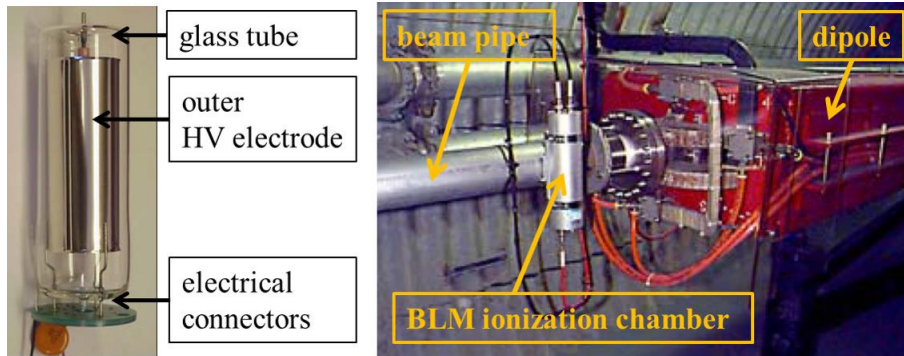 glass tube
outer
HV electrode
electrical
connectors
beam pipe
dipole
BLM ionization chamber